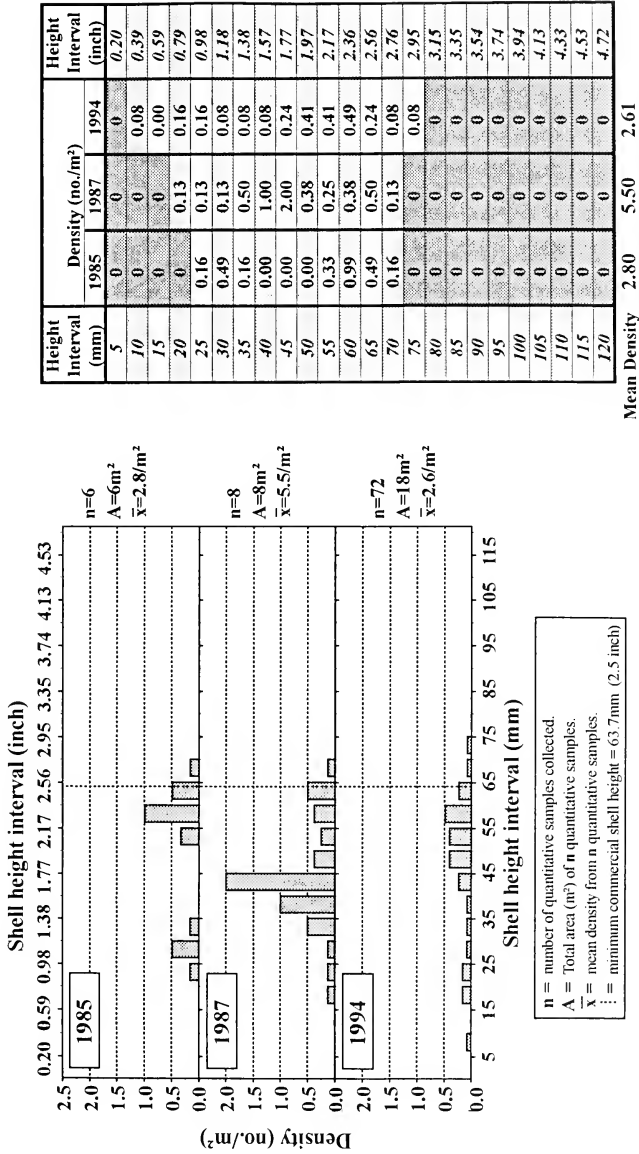 Shell height interval (inch)
0.20 0.59 0.98 1.38 1.77 2.17 2.56 2.95 3.35 3.74 4.13 4.53
Density (no./m²)
2.5
2.0
1.5
1.0
0.5
0.0
1985
n=6
A=6m²
x̄=2.8/m²
2.5
2.0
1.5
1.0
0.5
0.0
1987
n=8
A=8m²
x̄=5.5/m²
2.5
2.0
1.5
1.0
0.5
0.0
1994
n=72
A=18m²
x̄=2.6/m²
5 15 25 35 45 55 65 75 85 95 105 115
Shell height interval (mm)
n = number of quantitative samples collected.
A = Total area (m²) of n quantitative samples.
x̄ = mean density from n quantitative samples.
= minimum commercial shell height = 63.7mm (2.5 inch)
Height Density (no./m²) Height
Interval Interval
(mm) 1985 1987 1994 (inch)
5 0 0 0 0.20
10 0 0 0.08 0.39
15 0 0 0.00 0.59
20 0 0.13 0.16 0.79
25 0.16 0.13 0.16 0.98
30 0.49 0.13 0.08 1.18
35 0.16 0.50 0.08 1.38
40 0.00 1.00 0.08 1.57
45 0.00 2.00 0.24 1.77
50 0.00 0.38 0.41 1.97
55 0.33 0.25 0.41 2.17
60 0.99 0.38 0.49 2.36
65 0.49 0.50 0.24 2.56
70 0.16 0.13 0.08 2.76
75 0 0 0.08 2.95
80 0 0 0 3.15
85 0 0 0 3.35
90 0 0 0 3.54
95 0 0 0 3.74
100 0 0 0 3.94
105 0 0 0 4.13
110 0 0 0 4.33
115 0 0 0 4.53
120 0 0 0 4.72
Mean Density 2.80 5.50 2.61